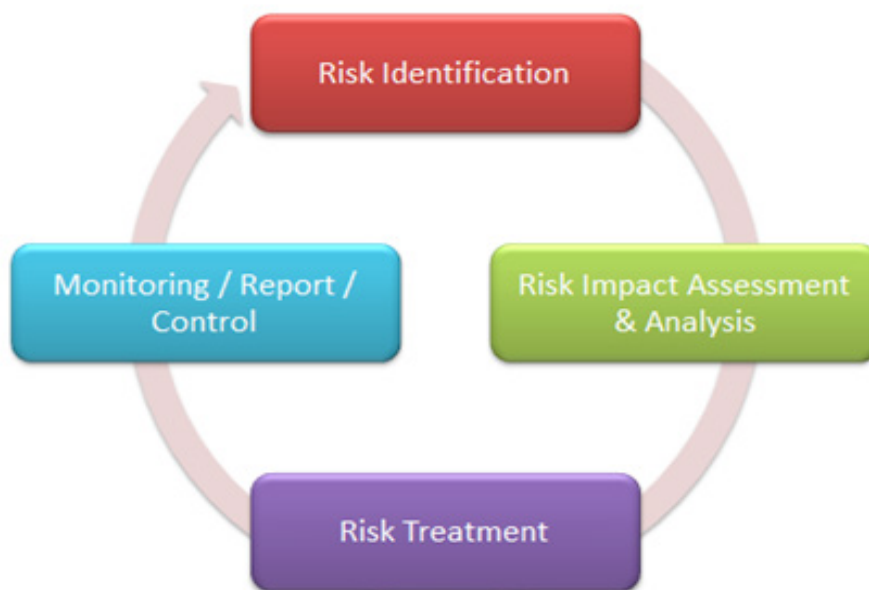 Risk Identification
Risk Impact Assessment
& Analysis
Risk Treatment
Monitoring / Report /
Control